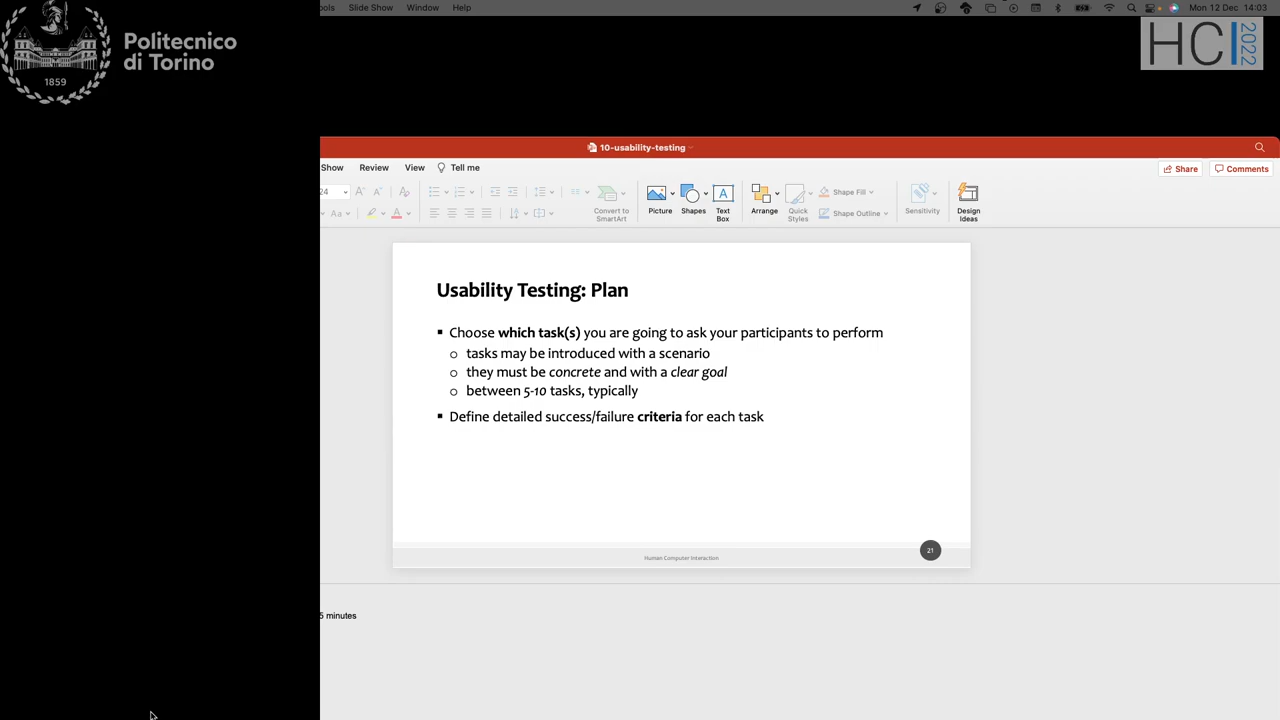 ols Slide Show Window Help Mon 12 Dec 14:03
Politecnico
di Torino
1859
HCI 2022
10-usability-testing
Show Review View Tell me Share Comments
24
Convert to
SmartArt
Picture Shapes Text
Box
Arrange Quick
Styles
Shape Fill
Shape Outline
Sensitivity Design
Ideas
Usability Testing: Plan
▪ Choose which task(s) you are going to ask your participants to perform
o tasks may be introduced with a scenario
o they must be concrete and with a clear goal
o between 5-10 tasks, typically
▪ Define detailed success/failure criteria for each task
Human Computer Interaction
21
5 minutes